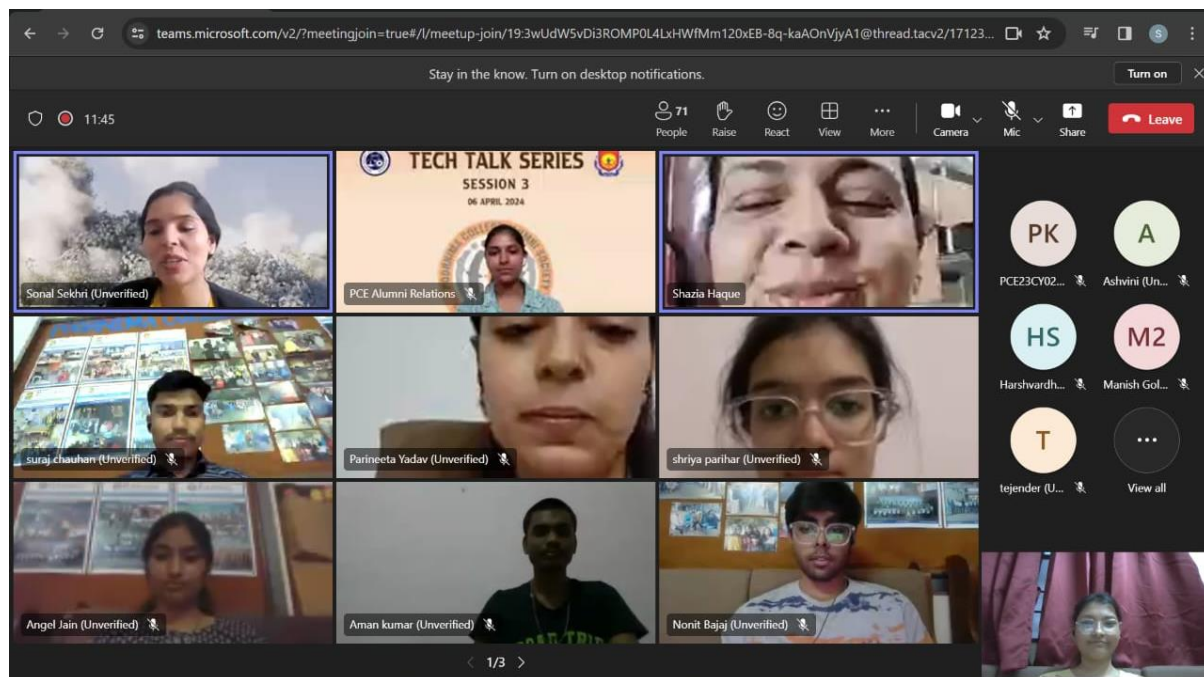 teams.microsoft.com/v2/?meetingjoin=true#/l/meetup-join/19:3wUdW5vDi3ROMP0L4LxHWfMm120xEB-8q-kaAOnVjyA1@thread.tacv2/17123...
S
Stay in the know. Turn on desktop notifications.
Turn on
11:45
71
People
Raise
React
View
More
Camera
Mic
Share
Leave
Sonal Sekhri (Unverified)
TECH TALK SERIES
SESSION 3
06 APRIL 2024
PCE Alumni Relations
Shazia Haque
PK
PCE23CY02...
A
Ashvini (Un...
suraj chauhan (Unverified)
Parineeta Yadav (Unverified)
shriya parihar (Unverified)
HS
Harshvardh...
M2
Manish Gol...
T
tejender (U...
...
View all
Angel Jain (Unverified)
Aman kumar (Unverified)
Nonit Bajaj (Unverified)
1/3